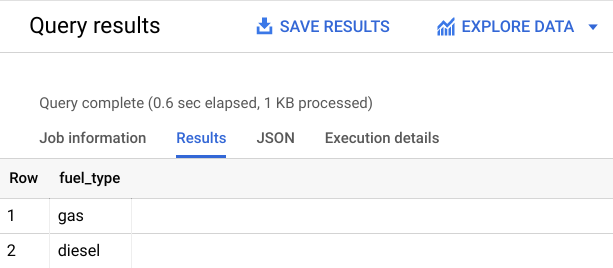 Query results SAVE RESULTS EXPLORE DATA
Query complete (0.6 sec elapsed, 1 KB processed)
Job information Results JSON Execution details
Row fuel_type
1 gas
2 diesel